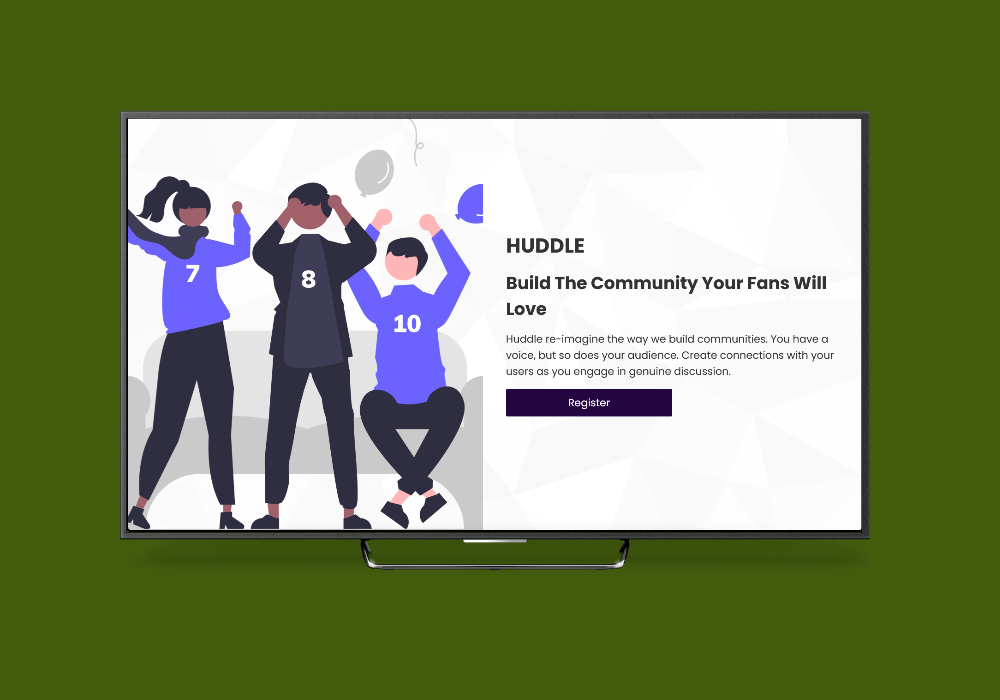 7
8
10
HUDDLE
Build The Community Your Fans Will
Love
Huddle re-imagine the way we build communities. You have a
voice, but so does your audience. Create connections with your
users as you engage in genuine discussion.
Register